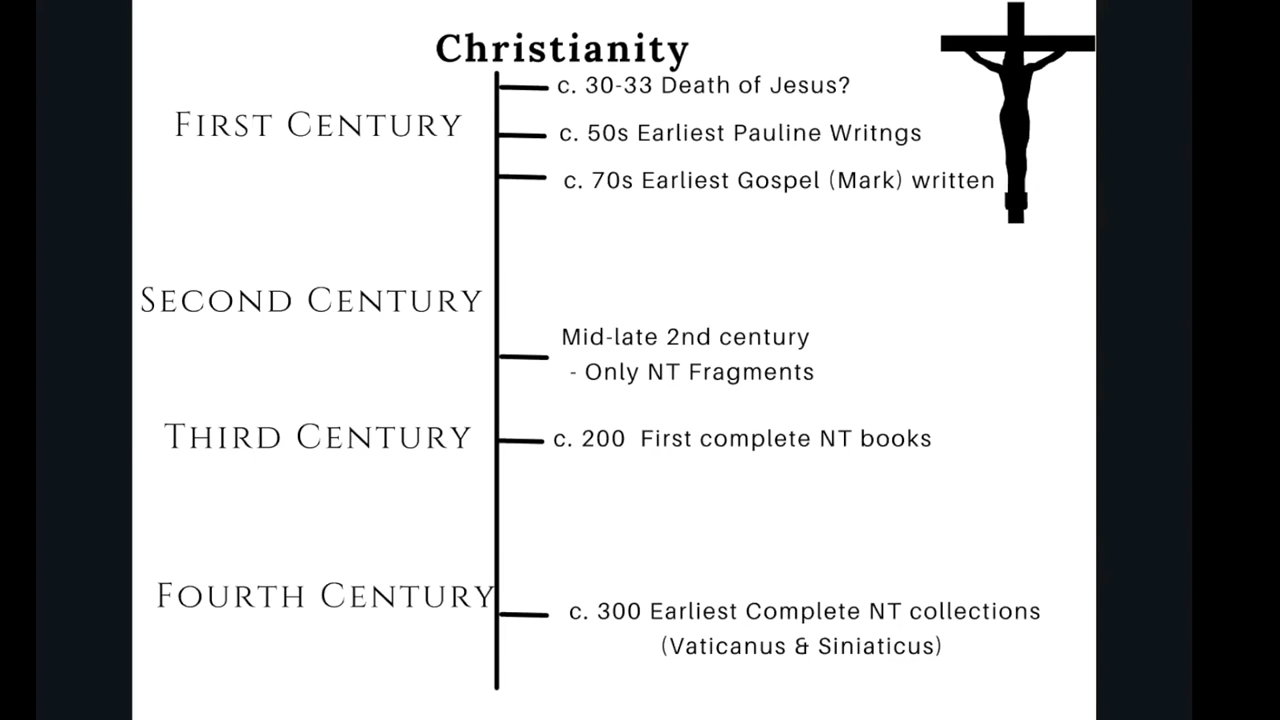 Christianity
c. 30-33 Death of Jesus?
First Century
c. 50s Earliest Pauline Writngs
c. 70s Earliest Gospel (Mark) written
Second Century
Mid-late 2nd century
- Only NT Fragments
Third Century
c. 200 First complete NT books
Fourth Century
c. 300 Earliest Complete NT collections
(Vaticanus & Siniaticus)